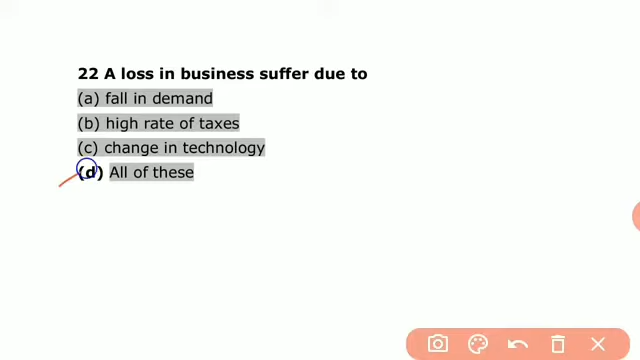 22 A loss in business suffer due to
(a) fall in demand
(b) high rate of taxes
(c) change in technology
(d) All of these